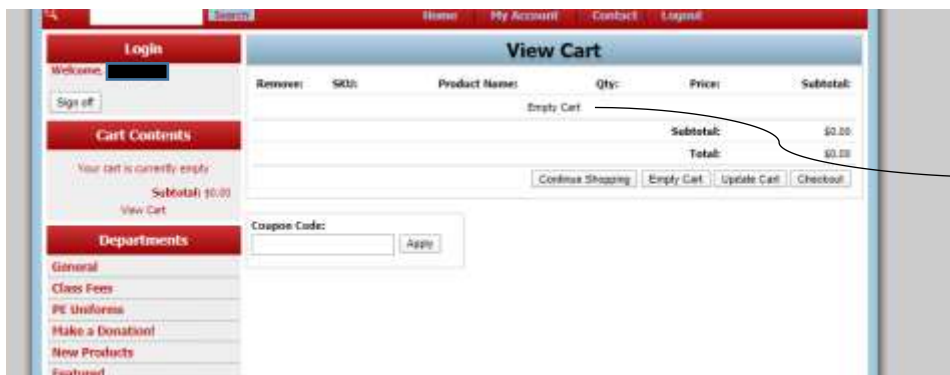 Search
Home My Account Contact Logout
Login
Welcome,
Sign off
Cart Contents
Your cart is currently empty
Subtotal: $0.00
View Cart
Departments
General
Class Fees
PE Uniforms
Make a Donation!
New Products
Featured
View Cart
Remove: SKU: Product Name: Qty: Price: Subtotal:
Empty Cart
Subtotal: $0.00
Total: $0.00
Continue Shopping Empty Cart Update Cart Checkout
Coupon Code:
Apply